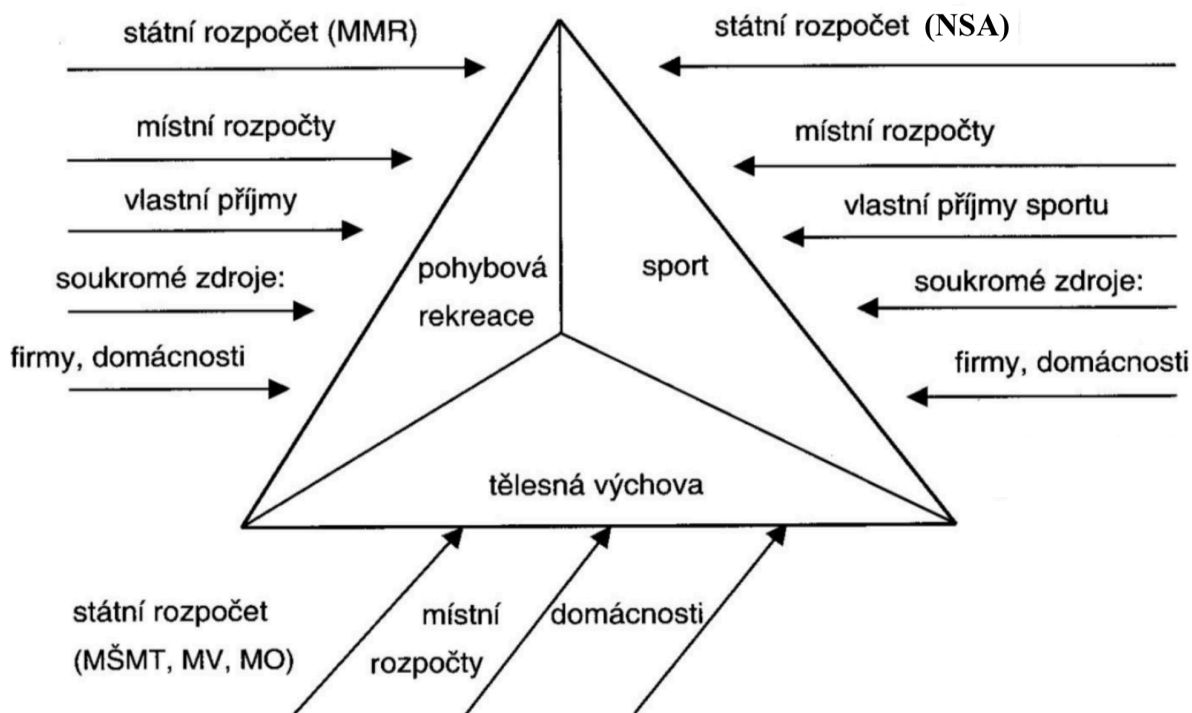 státní rozpočet (MMR)
státní rozpočet (NSA)
místní rozpočty
místní rozpočty
vlastní příjmy
vlastní příjmy sportu
pohybová
rekreace
sport
soukromé zdroje:
soukromé zdroje:
firmy, domácnosti
firmy, domácnosti
tělesná výchova
státní rozpočet
(MŠMT, MV, MO)
místní
rozpočty
domácnosti